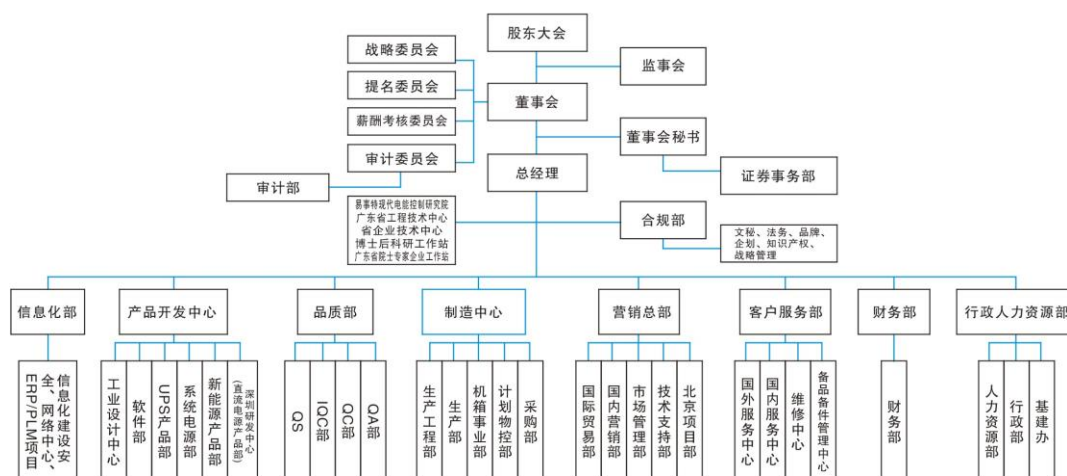 股东大会
战略委员会
监事会
提名委员会
董事会
薪酬考核委员会
董事会秘书
审计委员会
总经理
证券事务部
审计部
易事特现代电能控制研究院
广东省工程技术中心
省企业技术中心
博士后科研工作站
广东省院士专家企业工作站
合规部
文秘、法务、品牌、
企划、知识产权、
战略管理
信息化部
产品开发中心
品质部
制造中心
营销总部
客户服务部
财务部
行政人力资源部
信息化建设安
全、网络中心、
ERP/PLM项目
工业设计中心
软件部
UPS产品部
系统电源部
新能源产品部
深圳研发中心
(直流电源产品部)
QS
IQC部
QC部
QA部
生产工程部
生产部
机箱事业部
计划物控部
采购部
国际贸易部
国内营销部
市场管理部
技术支持部
北京项目部
国外服务中心
国内服务中心
维修中心
备品备件管理中心
财务部
人力资源部
行政部
基建办